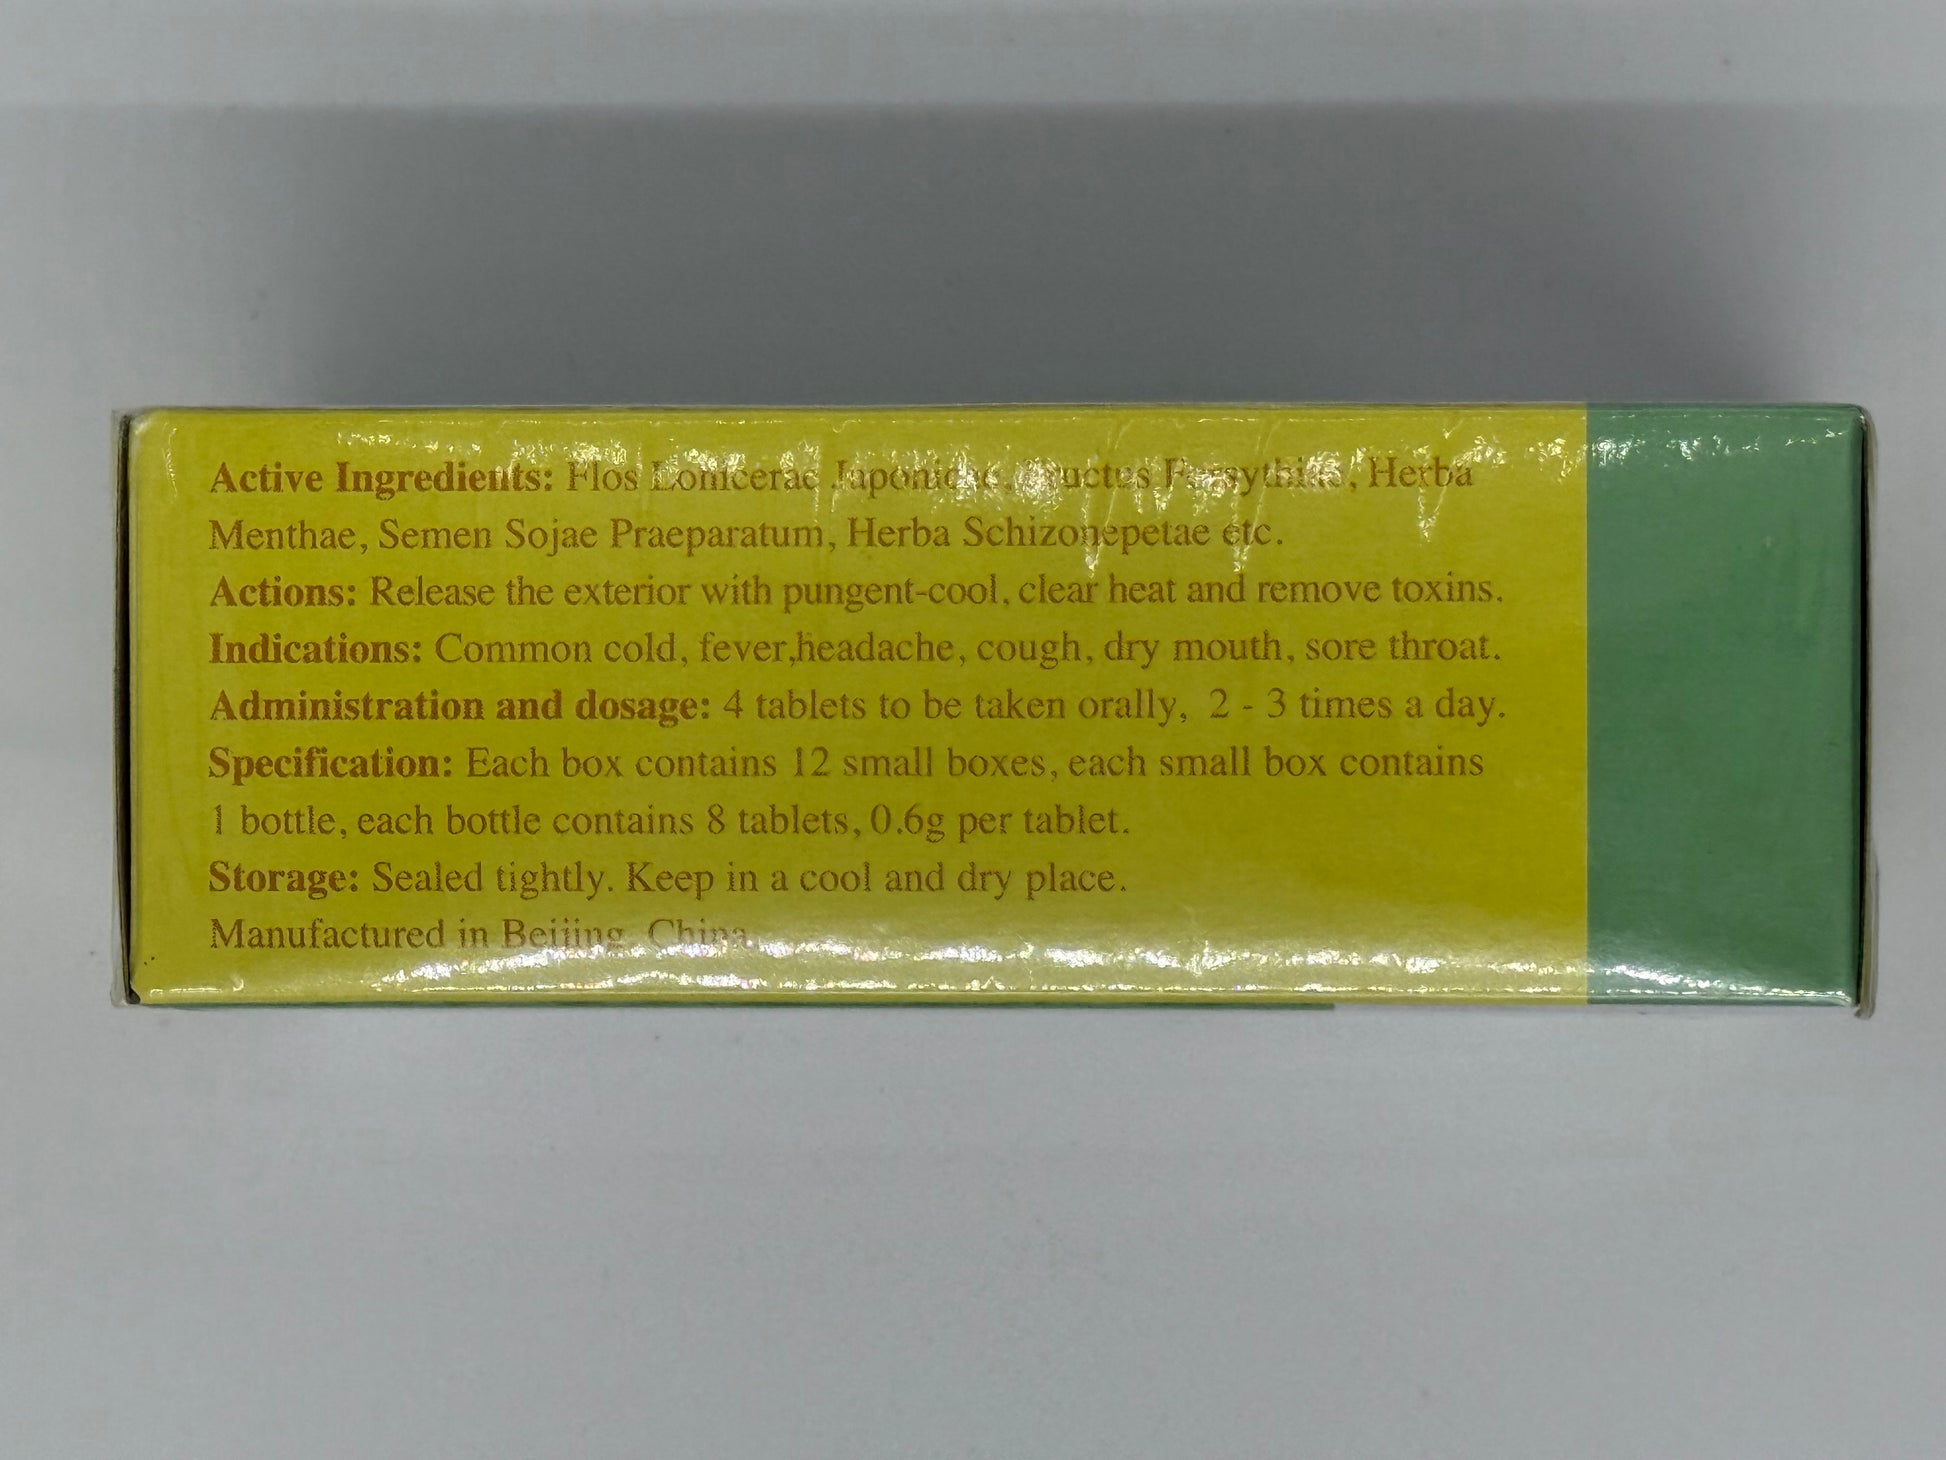 Active Ingredients: Flos Lonicerae Japonicae, Fructus Forsythiae, Herba
Menthae, Semen Sojae Praeparatum, Herba Schizonepetae etc.
Actions: Release the exterior with pungent-cool, clear heat and remove toxins.
Indications: Common cold, fever,headache, cough, dry mouth, sore throat.
Administration and dosage: 4 tablets to be taken orally, 2 - 3 times a day.
Specification: Each box contains 12 small boxes, each small box contains
1 bottle, each bottle contains 8 tablets, 0.6g per tablet.
Storage: Sealed tightly. Keep in a cool and dry place.
Manufactured in Beijing, China.